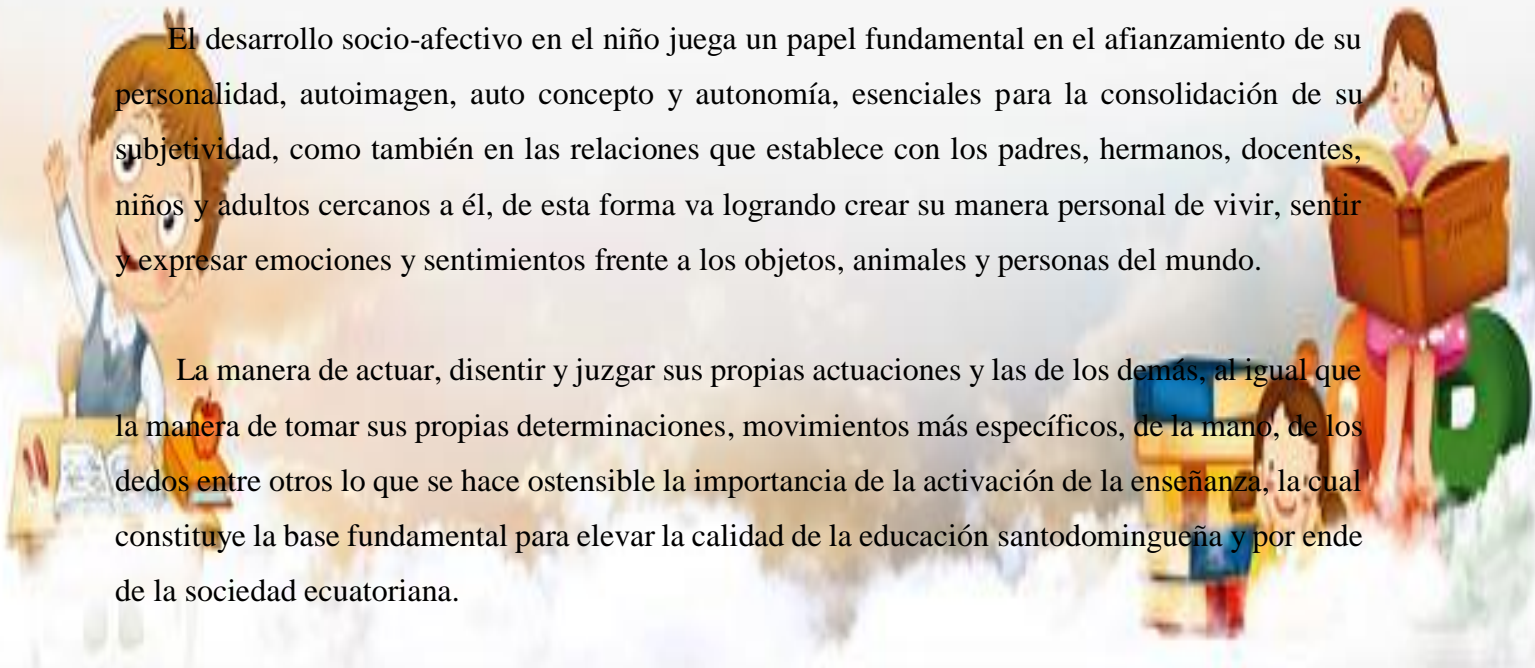 El desarrollo socio-afectivo en el niño juega un papel fundamental en el afianzamiento de su
personalidad, autoimagen, auto concepto y autonomía, esenciales para la consolidación de su
subjetividad, como también en las relaciones que establece con los padres, hermanos, docentes,
niños y adultos cercanos a él, de esta forma va logrando crear su manera personal de vivir, sentir
y expresar emociones y sentimientos frente a los objetos, animales y personas del mundo.
La manera de actuar, disentir y juzgar sus propias actuaciones y las de los demás, al igual que
la manera de tomar sus propias determinaciones, movimientos más específicos, de la mano, de los
dedos entre otros lo que se hace ostensible la importancia de la activación de la enseñanza, la cual
constituye la base fundamental para elevar la calidad de la educación santodomingueña y por ende
de la sociedad ecuatoriana.